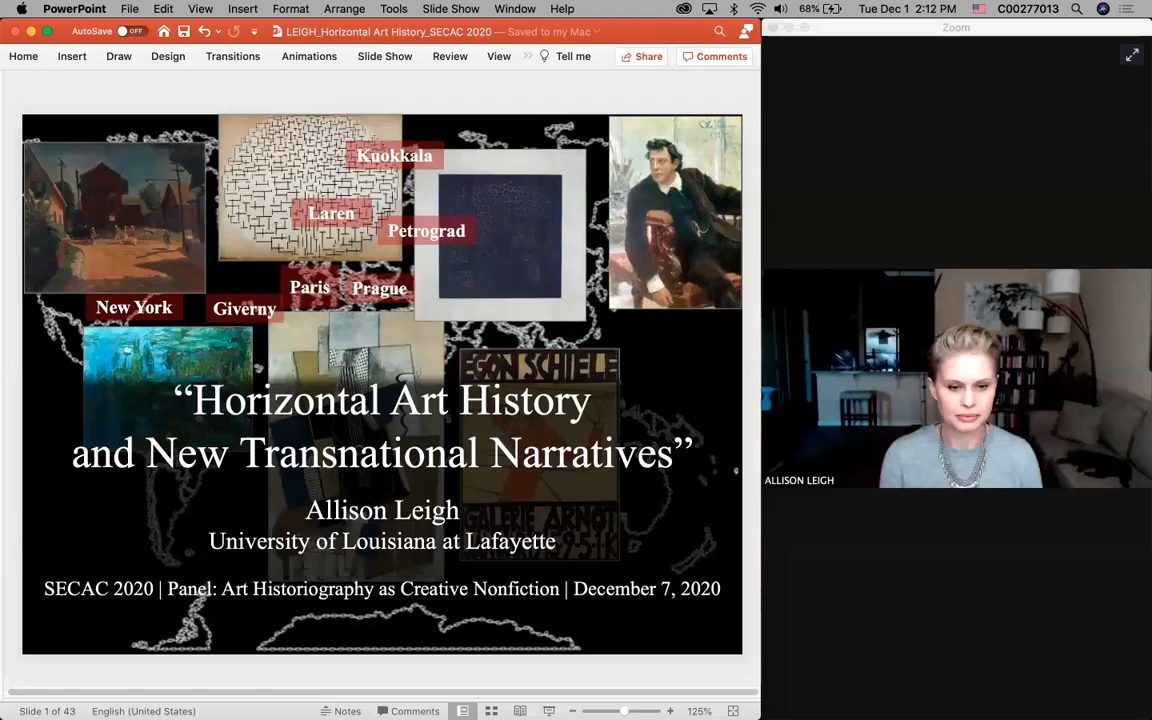 PowerPoint File Edit View Insert Format Arrange Tools Slide Show Window Help 68% Tue Dec 1 2:12 PM C00277013
AutoSave OFF LEIGH_Horizontal Art History_SECAC 2020 — Saved to my Mac
Zoom
Home Insert Draw Design Transitions Animations Slide Show Review View Tell me Share Comments
Kuokkala
Laren
Petrograd
Paris Prague
New York Giverny
EGON SCHIELE
“Horizontal Art History
and New Transnational Narratives”
Allison Leigh
GALERIE ARNOT
University of Louisiana at Lafayette
SECAC 2020 | Panel: Art Historiography as Creative Nonfiction | December 7, 2020
ALLISON LEIGH
Slide 1 of 43 English (United States) Notes Comments 125%